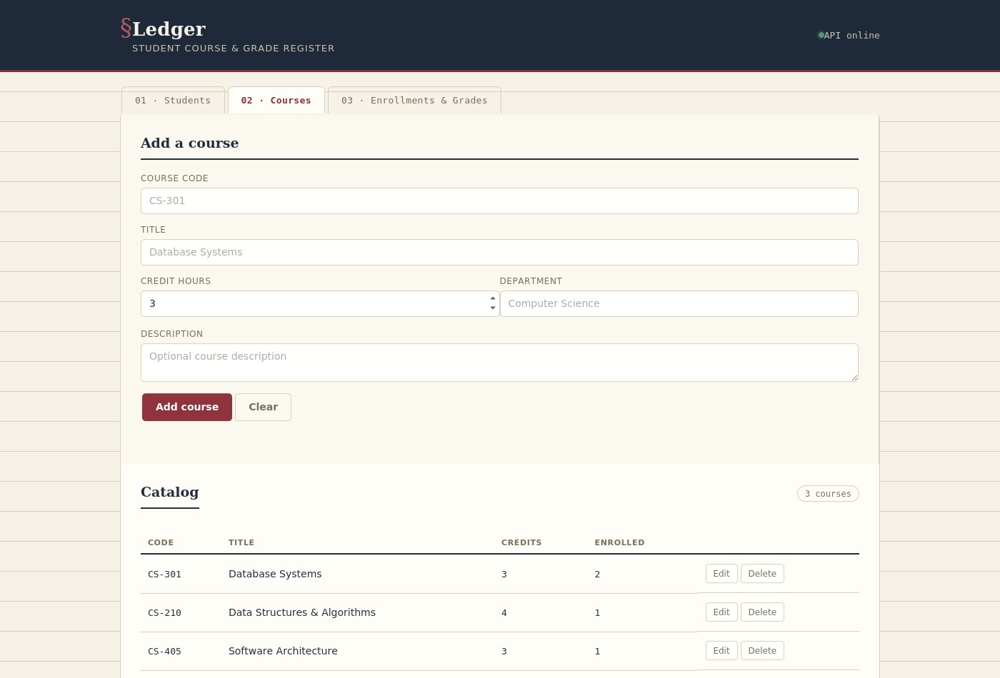 §Ledger
STUDENT COURSE & GRADE REGISTER
API online
01 · Students
02 · Courses
03 · Enrollments & Grades
Add a course
COURSE CODE
CS-301
TITLE
Database Systems
CREDIT HOURS
DEPARTMENT
3
Computer Science
DESCRIPTION
Optional course description
Add course
Clear
Catalog
3 courses
CODE TITLE CREDITS ENROLLED
CS-301 Database Systems 3 2 Edit Delete
CS-210 Data Structures & Algorithms 4 1 Edit Delete
CS-405 Software Architecture 3 1 Edit Delete